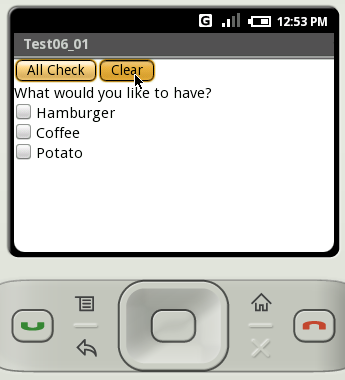 G 12:53 PM
Test06_01
All Check Clear
What would you like to have?
Hamburger
Coffee
Potato